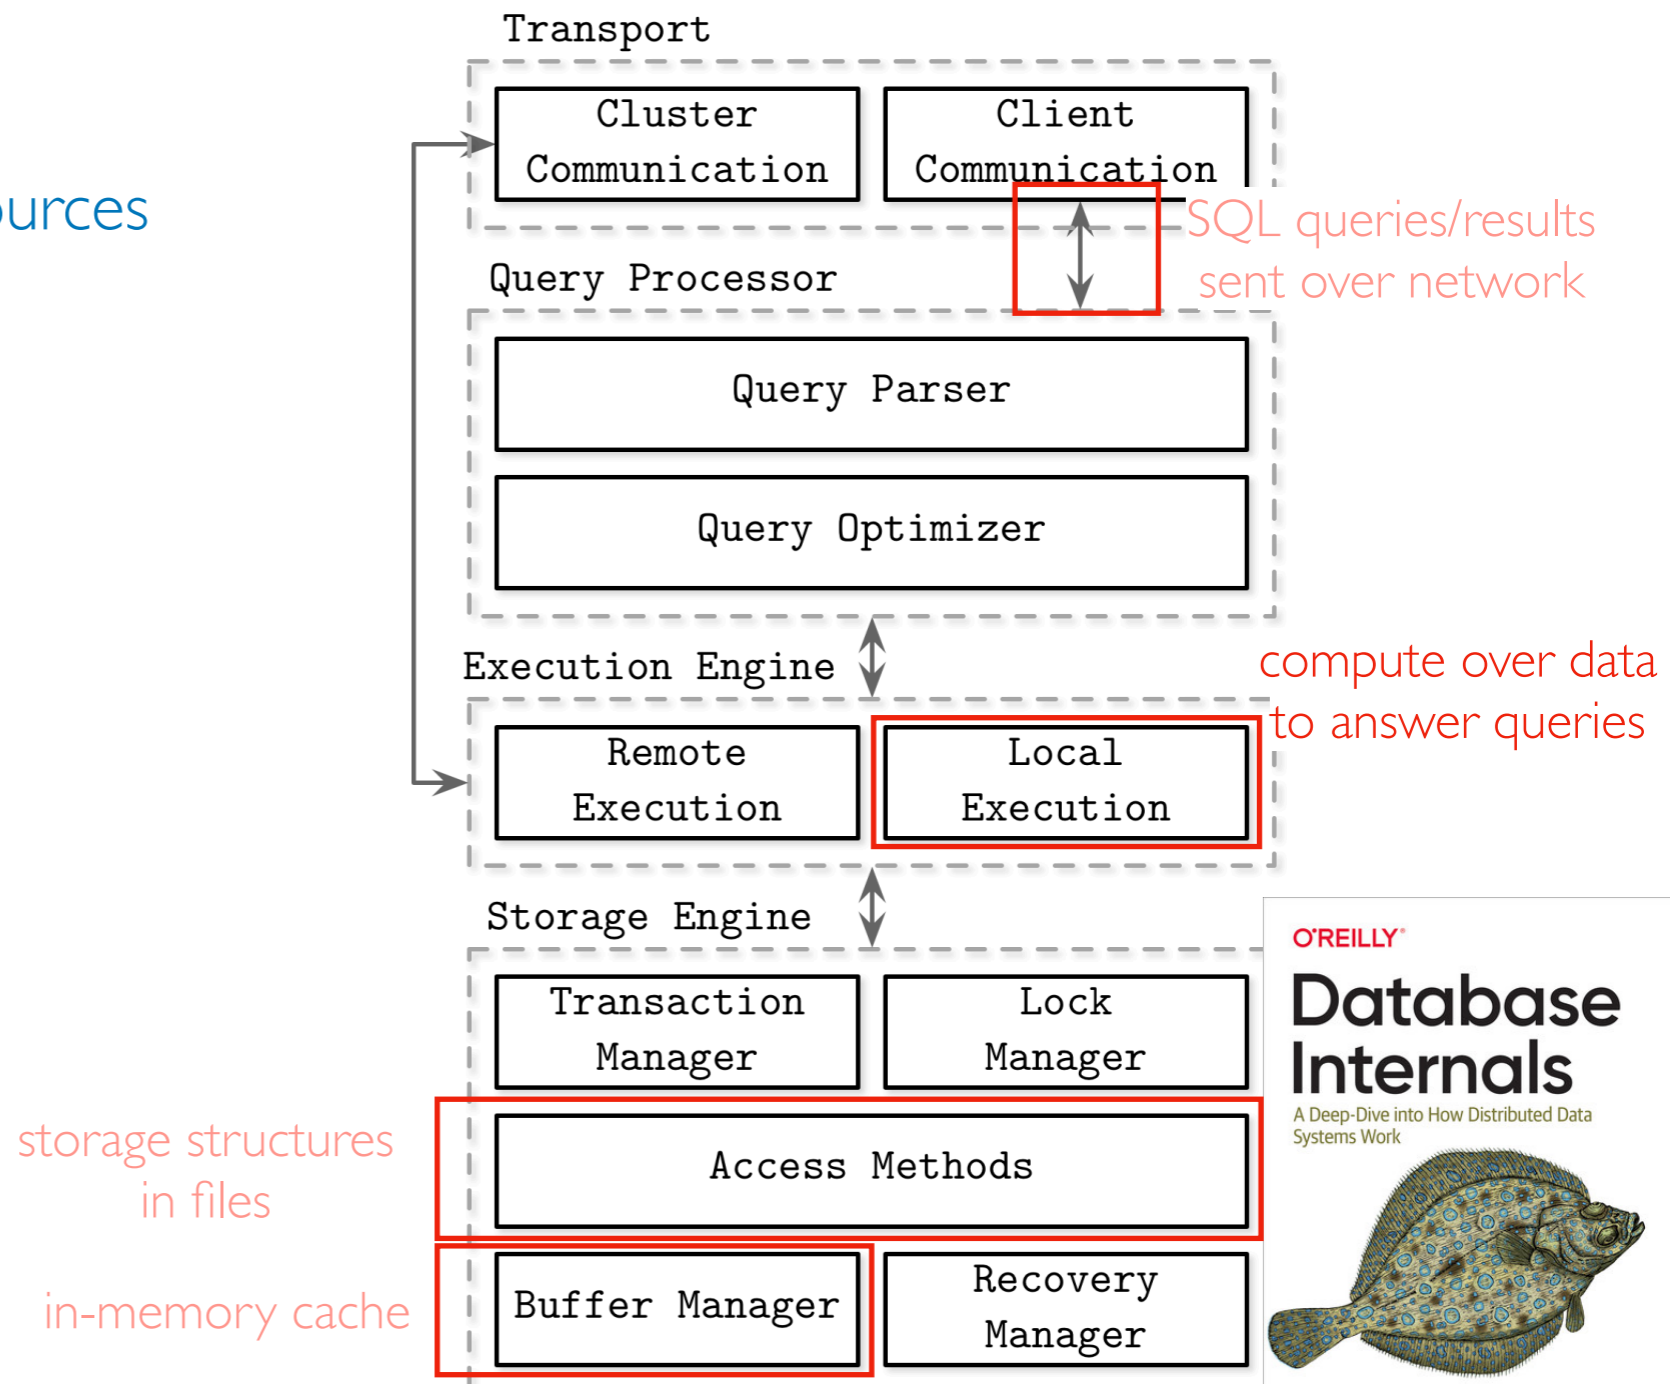 Transport
Cluster
Communication
Client
Communication
SQL queries/results
sent over network
Query Processor
Query Parser
Query Optimizer
Execution Engine
compute over data
to answer queries
Remote
Execution
Local
Execution
Storage Engine
Transaction
Manager
Lock
Manager
storage structures
in files
Access Methods
in-memory cache
Buffer Manager
Recovery
Manager
O'REILLY®
Database
Internals
A Deep-Dive into How Distributed Data
Systems Work